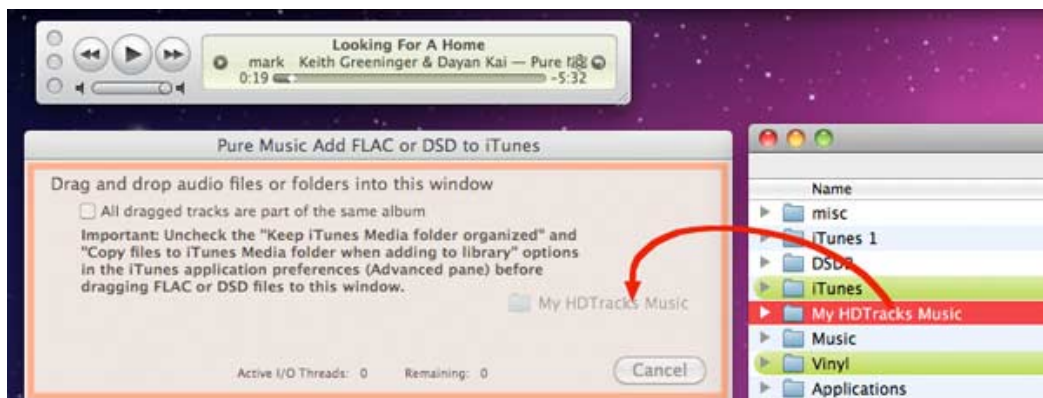 Looking For A Home
mark Keith Greeninger & Dayan Kai — Pure
0:19 -5:32
Pure Music Add FLAC or DSD to iTunes
Drag and drop audio files or folders into this window
All dragged tracks are part of the same album
Important: Uncheck the "Keep iTunes Media folder organized" and
"Copy files to iTunes Media folder when adding to library" options
in the iTunes application preferences (Advanced pane) before
dragging FLAC or DSD files to this window.
My HDTracks Music
Active I/O Threads: 0 Remaining: 0
Cancel
Name
misc
iTunes 1
iTunes
My HDTracks Music
Music
Vinyl
Applications